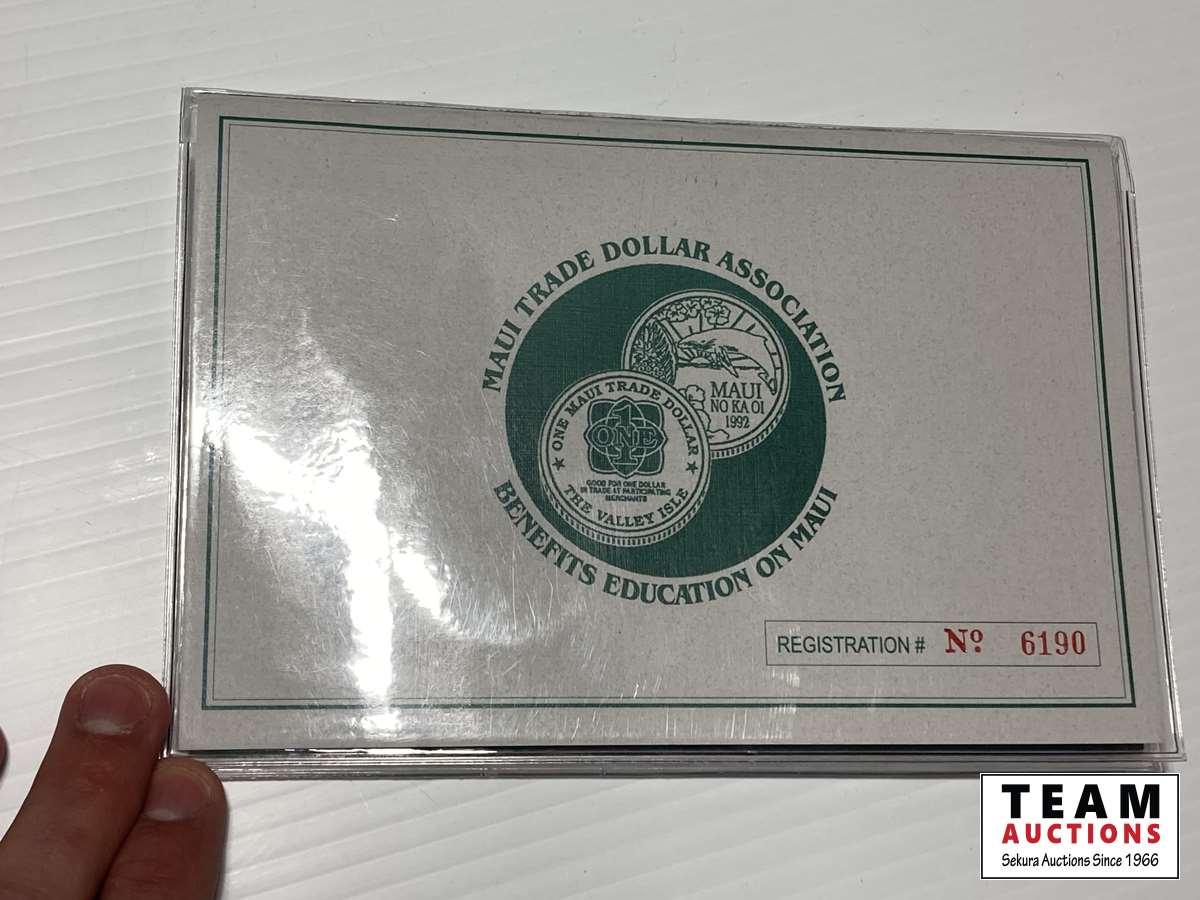 MAUI TRADE DOLLAR ASSOCIATION
MAUI
NO KA OI
1992
ONE MAUI TRADE DOLLAR
1
ONE
1
GOOD FOR ONE DOLLAR
IN TRADE AT PARTICIPATING
MERCHANTS
THE VALLEY ISLE
BENEFITS EDUCATION ON MAUI
REGISTRATION # Nº 6190
TEAM
AUCTIONS
Sekura Auctions Since 1966